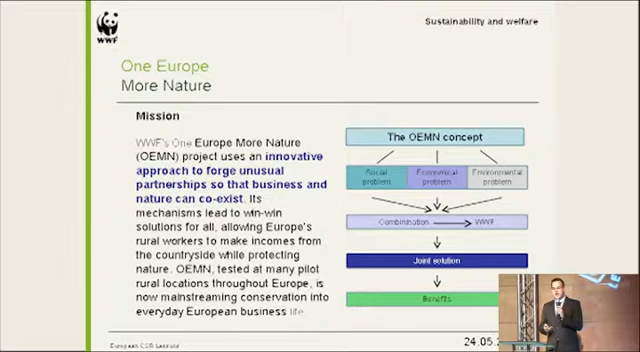 WWF
Sustainability and welfare
One Europe
More Nature
Mission
WWF's One Europe More Nature
(OEMN) project uses an innovative
approach to forge unusual
partnerships so that business and
nature can co-exist. Its
mechanisms lead to win-win
solutions for all, allowing Europe's
rural workers to make incomes from
the countryside while protecting
nature. OEMN, tested at many pilot
rural locations throughout Europe, is
now mainstreaming conservation into
everyday European business life.
The OEMN concept
Social problem
Economical problem
Environmental problem
Combination WWF
Joint solution
Benefits
European CSR Lessons
24.05.2